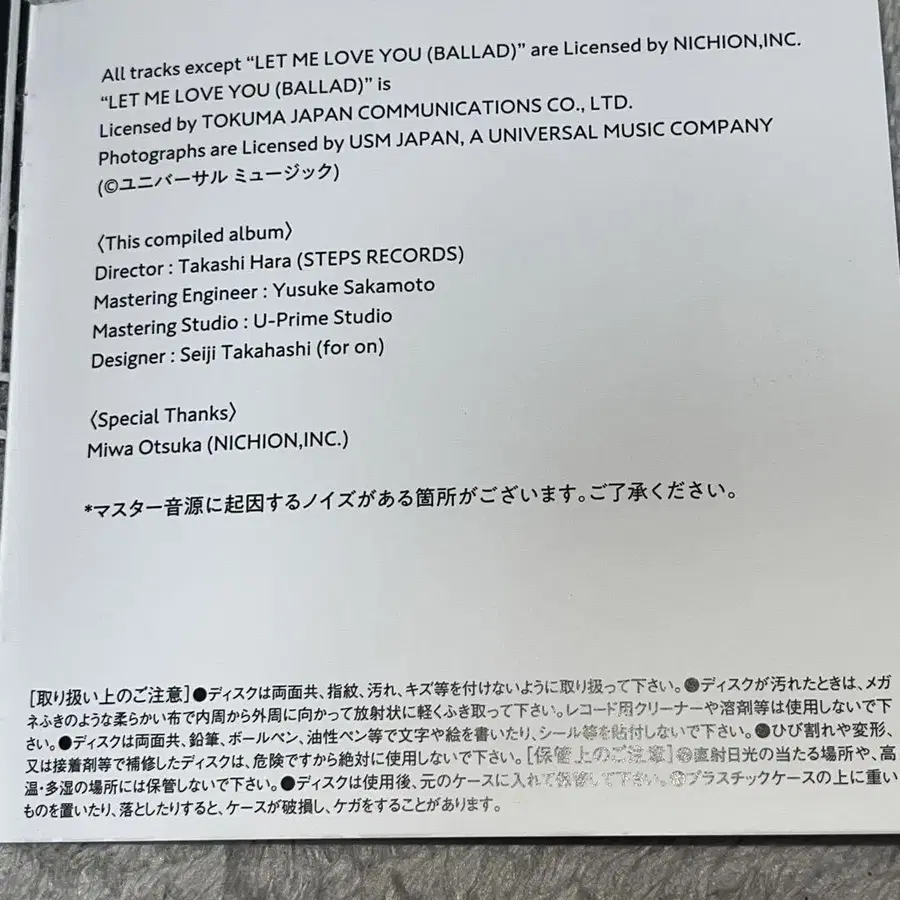 All tracks except “LET ME LOVE YOU (BALLAD)” are Licensed by NICHION,INC.
“LET ME LOVE YOU (BALLAD)” is
Licensed by TOKUMA JAPAN COMMUNICATIONS CO., LTD.
Photographs are Licensed by USM JAPAN, A UNIVERSAL MUSIC COMPANY
(©ユニバーサル ミュージック)
〈This compiled album〉
Director : Takashi Hara (STEPS RECORDS)
Mastering Engineer : Yusuke Sakamoto
Mastering Studio : U-Prime Studio
Designer : Seiji Takahashi (for on)
〈Special Thanks〉
Miwa Otsuka (NICHION,INC.)
*マスター音源に起因するノイズがある箇所がございます。ご了承ください。
[取り扱い上のご注意]●ディスクは両面共、指紋、汚れ、キズ等を付けないように取り扱って下さい。●ディスクが汚れたときは、メガ
ネふきのような柔らかい布で内周から外周に向かって放射状に軽くふき取って下さい。レコード用クリーナーや溶剤等は使用しないで下
さい。●ディスクは両面共、鉛筆、ボールペン、油性ペン等で文字や絵を書いたり、シール等を貼付しないで下さい。●ひび割れや変形、
又は接着剤等で補修したディスクは、危険ですから絶対に使用しないで下さい。[保管上のご注意]●直射日光の当たる場所や、高
温・多湿の場所には保管しないで下さい。●ディスクは使用後、元のケースに入れて保管して下さい。●プラスチックケースの上に重い
ものを置いたり、落としたりすると、ケースが破損し、ケガをすることがあります。